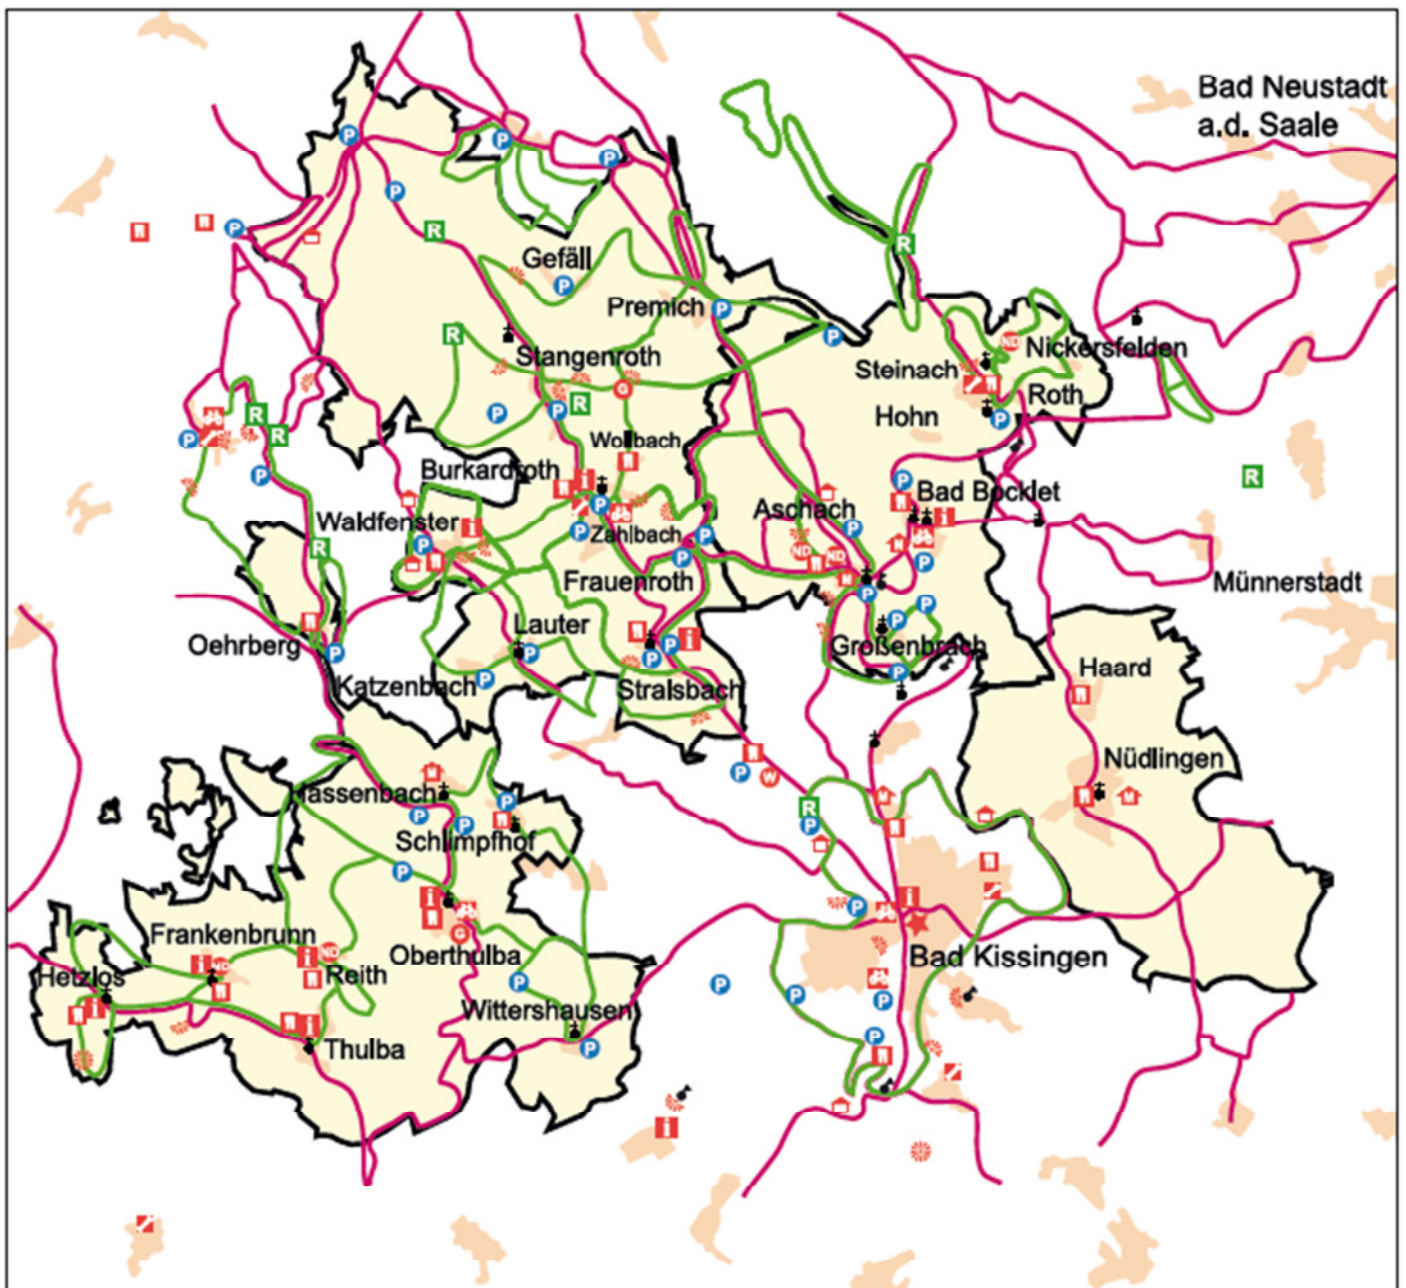 Bad Neustadt
a.d. Saale
Gefäll
Premich
Nickersfelden
Stangenroth
Steinach
Roth
Hohn
Wollbach
Burkardroth
Bad Bocklet
Aschach
Waldfenster
Zahlbach
Frauenroth
Münnerstadt
Lauter
Oehrberg
Großenbrach
Haard
Katzenbach
Stralsbach
Nüdlingen
Hassenbach
Schlimpfhof
Frankenbrunn
Oberthulba
Bad Kissingen
Hetzlos
Reith
Wittershausen
Thulba